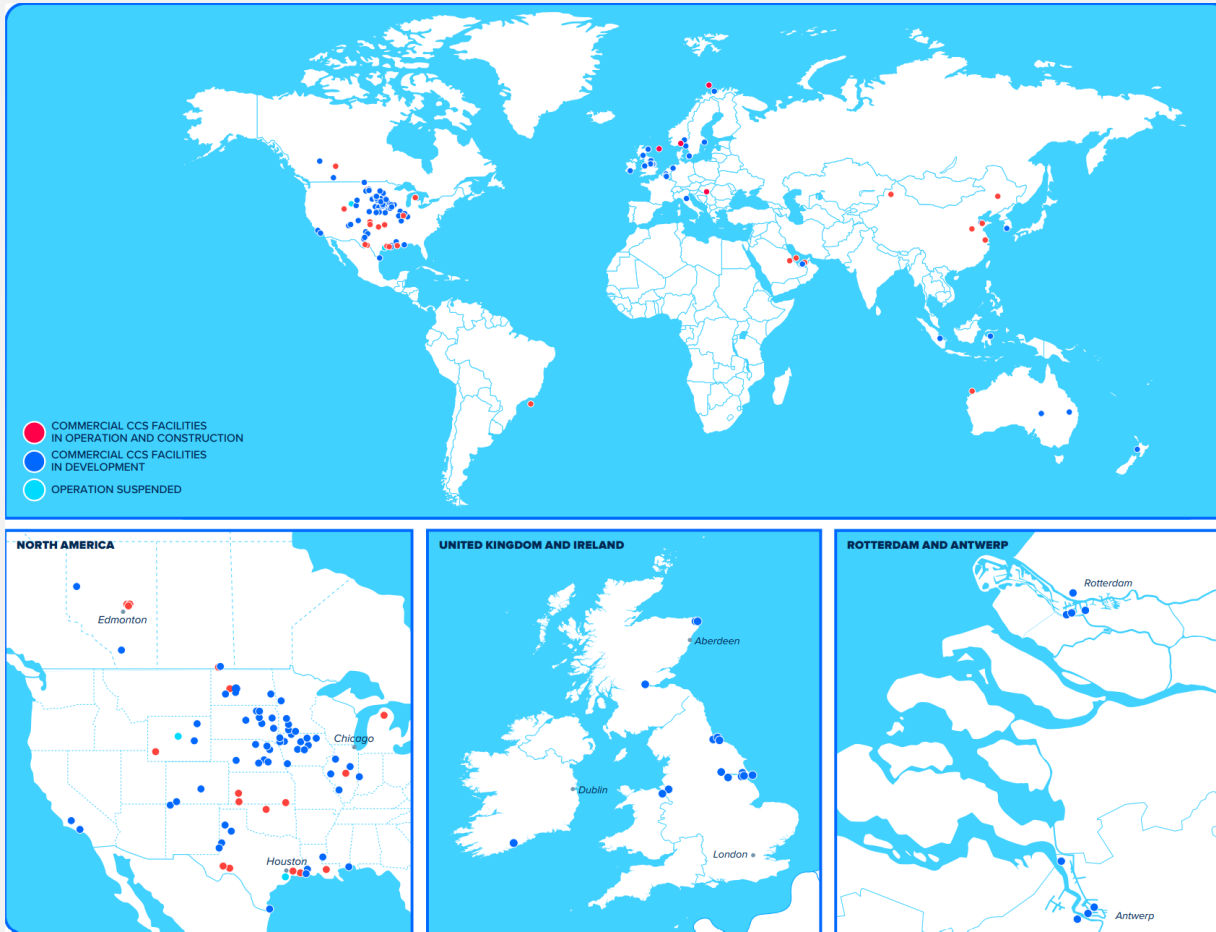 COMMERCIAL CCS FACILITIES
IN OPERATION AND CONSTRUCTION
COMMERCIAL CCS FACILITIES
IN DEVELOPMENT
OPERATION SUSPENDED
NORTH AMERICA
Edmonton
Chicago
Houston
UNITED KINGDOM AND IRELAND
Aberdeen
Dublin
London
ROTTERDAM AND ANTWERP
Rotterdam
Antwerp